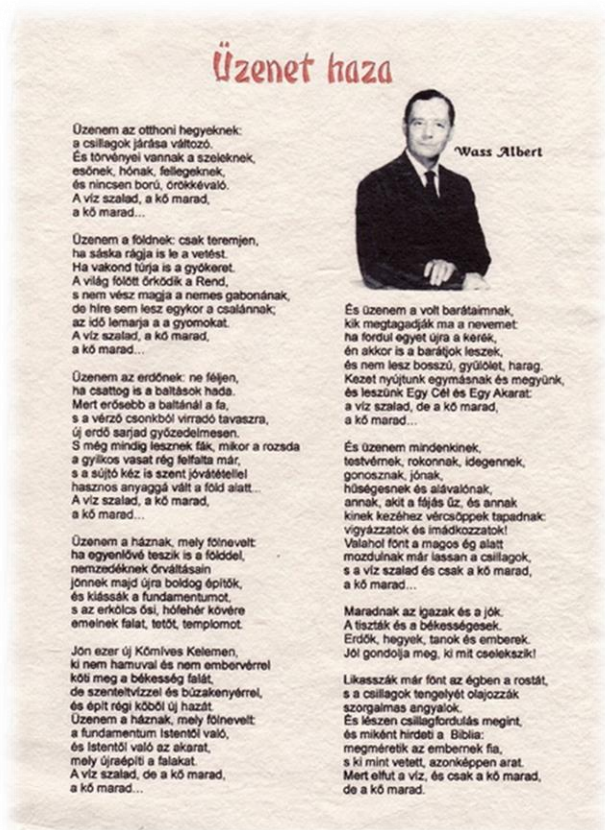 Üzenet haza
Wass Albert
Üzenem az otthoni hegyeknek:
a csillagok járása változó.
És törvényei vannak a szeleknek,
esőnek, hónak, fellegeknek,
és nincsen ború, örökkévaló.
A víz szalad, a kő marad,
a kő marad...
Üzenem a földnek: csak teremjen,
ha sáska rágja is le a vetést.
Ha vakond túrja is a gyökeret.
A világ fölött őrködik a Rend,
s nem vész magja a nemes gabonának,
de híre sem lesz egykor a csalánnak;
az idő lemarja a a gyomokat.
A víz szalad, a kő marad,
a kő marad...
Üzenem az erdőnek: ne féljen,
ha csattog is a baltások hada.
Mert erősebb a baltánál a fa,
s a vérző csonkból virradó tavaszra,
új erdő sarjad győzedelmesen.
S még mindig lesznek fák, mikor a rozsda
a gyilkos vasat rég felfalta már,
s a sújtó kéz is szent jóvátétellel
hasznos anyaggá vált a föld alatt...
A víz szalad, a kő marad,
a kő marad...
Üzenem a háznak, mely fölnevelt:
ha egyenlővé teszik is a földdel,
nemzedéknek őrváltásain
jönnek majd újra boldog építők,
és kiássák a fundamentumot,
s az erkölcs ősi, hófehér kövére
emelnek falat, tetőt, templomot.
Jön ezer új Kőmíves Kelemen,
ki nem hamuval és nem embervérrel
köti meg a békesség falát,
de szenteltvízzel és búzakenyérrel,
és épít régi kőből új hazát.
Üzenem a háznak, mely fölnevelt:
a fundamentum Istentől való,
és Istentől való az akarat,
mely újraépíti a falakat.
A víz szalad, de a kő marad,
a kő marad...
És üzenem a volt barátaimnak,
kik megtagadják ma a nevemet:
ha fordul egyet újra a kerék,
én akkor is a barátjok leszek,
és nem lesz bosszú, gyűlölet, harag.
Kezet nyújtunk egymásnak és megyünk,
és leszünk Egy Cél és Egy Akarat:
a víz szalad, de a kő marad,
a kő marad...
És üzenem mindenkinek,
testvérnek, rokonnak, idegennek,
gonosznak, jónak,
hűségesnek és alávalónak,
annak, akit a fájás űz, és annak
kinek kezéhez vércsöppek tapadnak:
vigyázzatok és imádkozzatok!
Valahol fönt a magos ég alatt
mozdulnak már lassan a csillagok,
s a víz szalad és csak a kő marad,
a kő marad...
Maradnak az igazak és a jók.
A tiszták és a békességesek.
Erdők, hegyek, tanok és emberek.
Jól gondolja meg, ki mit cselekszik!
Likasszák már fönt az égben a rostát,
s a csillagok tengelyét olajozzák
szorgalmas angyalok.
És lészen csillagfordulás megint,
és miként hirdeti a Biblia:
megméretik az embernek fia,
s ki mint vetett, azonképpen arat.
Mert elfut a víz, és csak a kő marad,
de a kő marad.